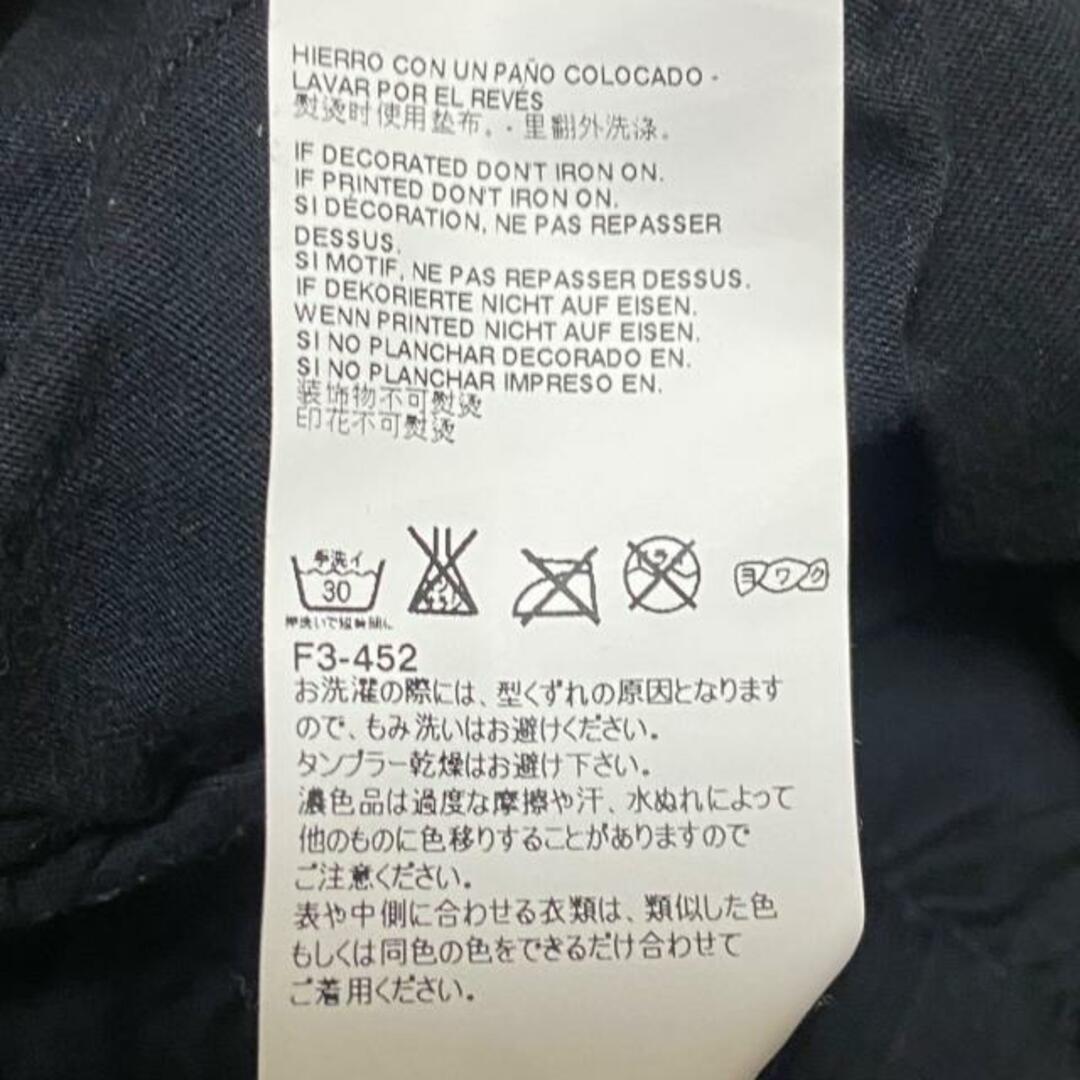 HIERRO CON UN PAÑO COLOCADO -
LAVAR POR EL REVÉS
熨烫时使用垫布。·里翻外洗涤。
IF DECORATED DON'T IRON ON.
IF PRINTED DON'T IRON ON.
SI DÉCORATION, NE PAS REPASSER
DESSUS.
SI MOTIF, NE PAS REPASSER DESSUS.
IF DEKORIERTE NICHT AUF EISEN.
WENN PRINTED NICHT AUF EISEN.
SI NO PLANCHAR DECORADO EN.
SI NO PLANCHAR IMPRESO EN.
装饰物不可熨烫
印花不可熨烫
手洗イ
30
ヨワク
押洗いで短時間に
F3-452
お洗濯の際には、型くずれの原因となります
ので、もみ洗いはお避けください。
タンブラー乾燥はお避け下さい。
濃色品は過度な摩擦や汗、水ぬれによって
他のものに色移りすることがありますので
ご注意ください。
表や中側に合わせる衣類は、類似した色
もしくは同色の色をできるだけ合わせて
ご着用ください。